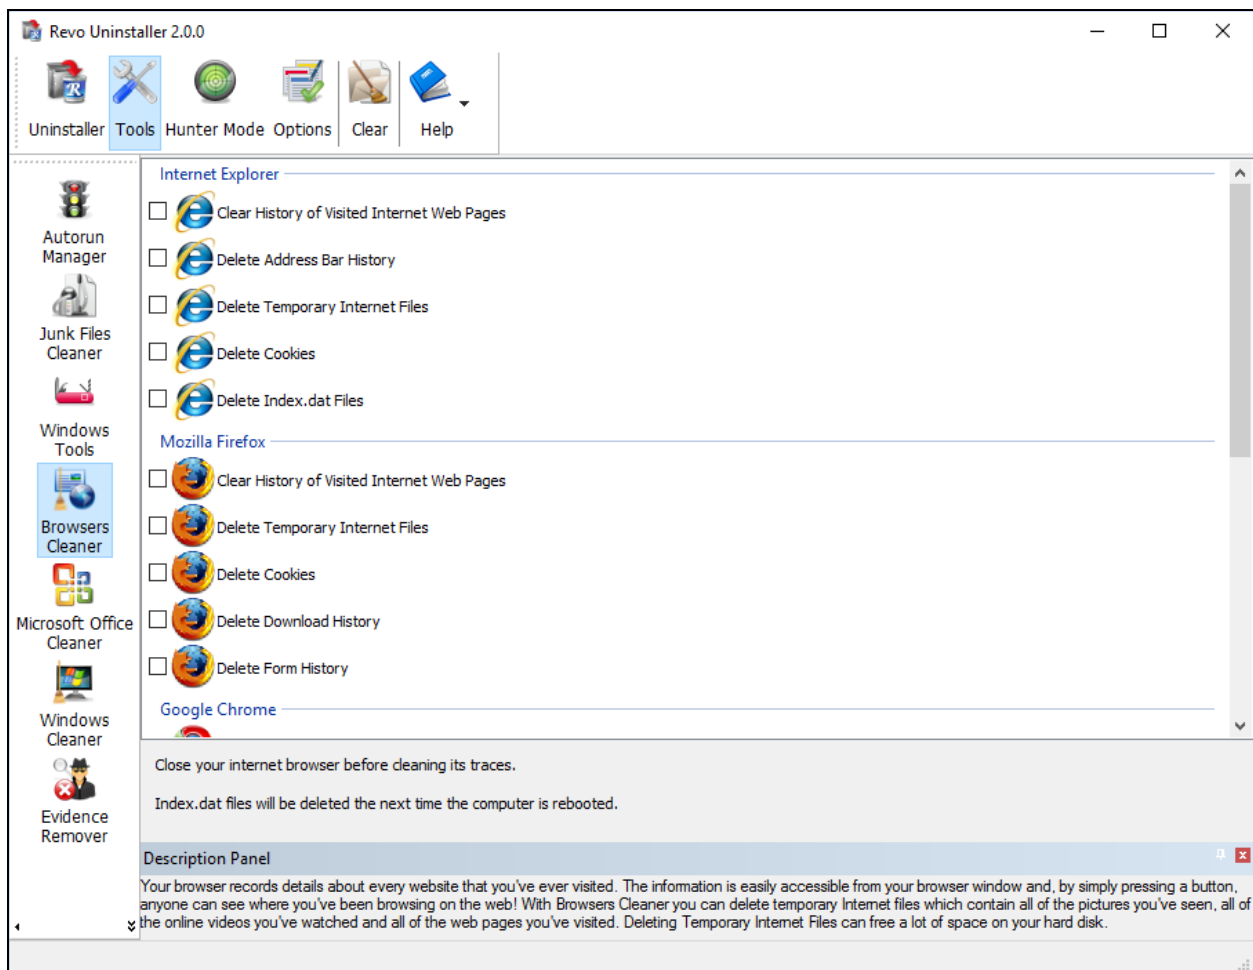 Revo Uninstaller 2.0.0
Uninstaller Tools Hunter Mode Options Clear Help
Autorun
Manager
Junk Files
Cleaner
Windows
Tools
Browsers
Cleaner
Microsoft Office
Cleaner
Windows
Cleaner
Evidence
Remover
Internet Explorer
Clear History of Visited Internet Web Pages
Delete Address Bar History
Delete Temporary Internet Files
Delete Cookies
Delete Index.dat Files
Mozilla Firefox
Clear History of Visited Internet Web Pages
Delete Temporary Internet Files
Delete Cookies
Delete Download History
Delete Form History
Google Chrome
Close your internet browser before cleaning its traces.
Index.dat files will be deleted the next time the computer is rebooted.
Description Panel
Your browser records details about every website that you've ever visited. The information is easily accessible from your browser window and, by simply pressing a button,
anyone can see where you've been browsing on the web! With Browsers Cleaner you can delete temporary Internet files which contain all of the pictures you've seen, all of
the online videos you've watched and all of the web pages you've visited. Deleting Temporary Internet Files can free a lot of space on your hard disk.